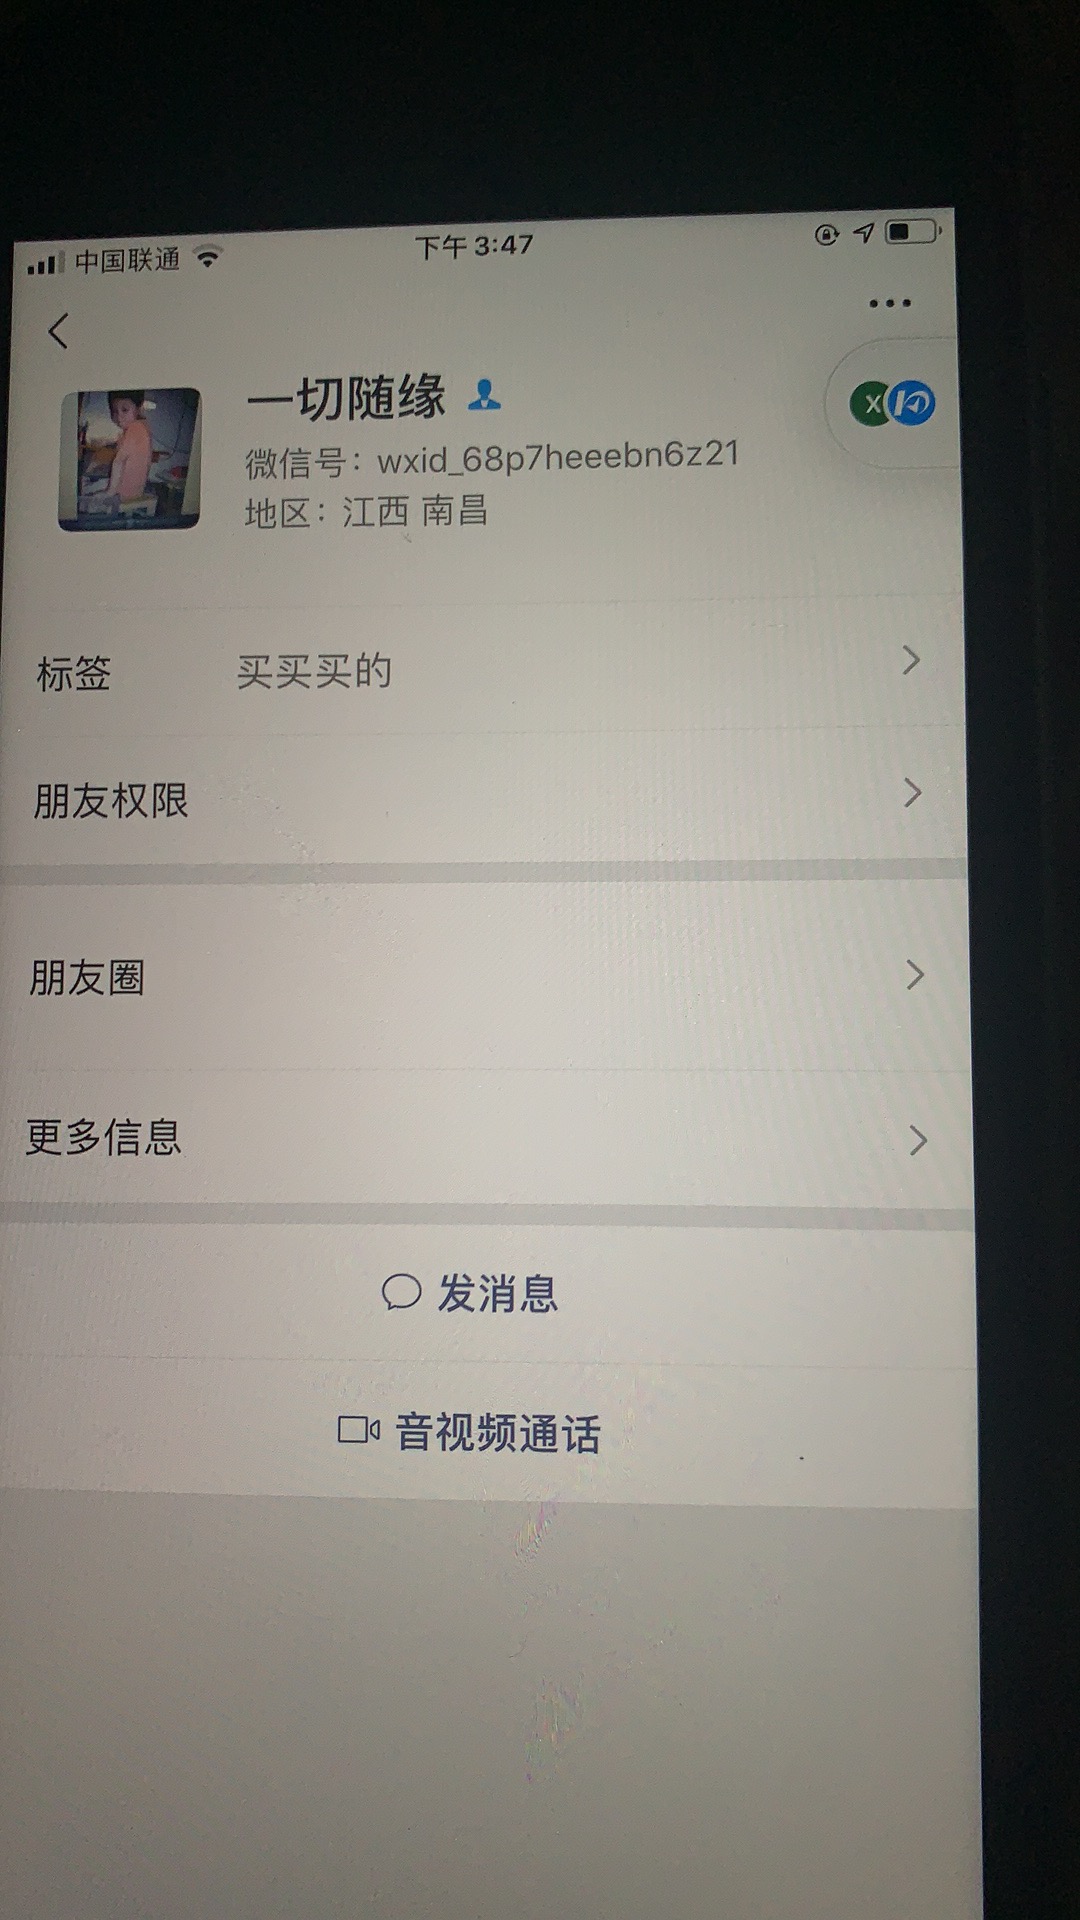 中国联通
下午 3:47
一切随缘
微信号：wxid_68p7heeebn6z21
地区：江西 南昌
标签 买买买的
朋友权限
朋友圈
更多信息
发消息
音视频通话